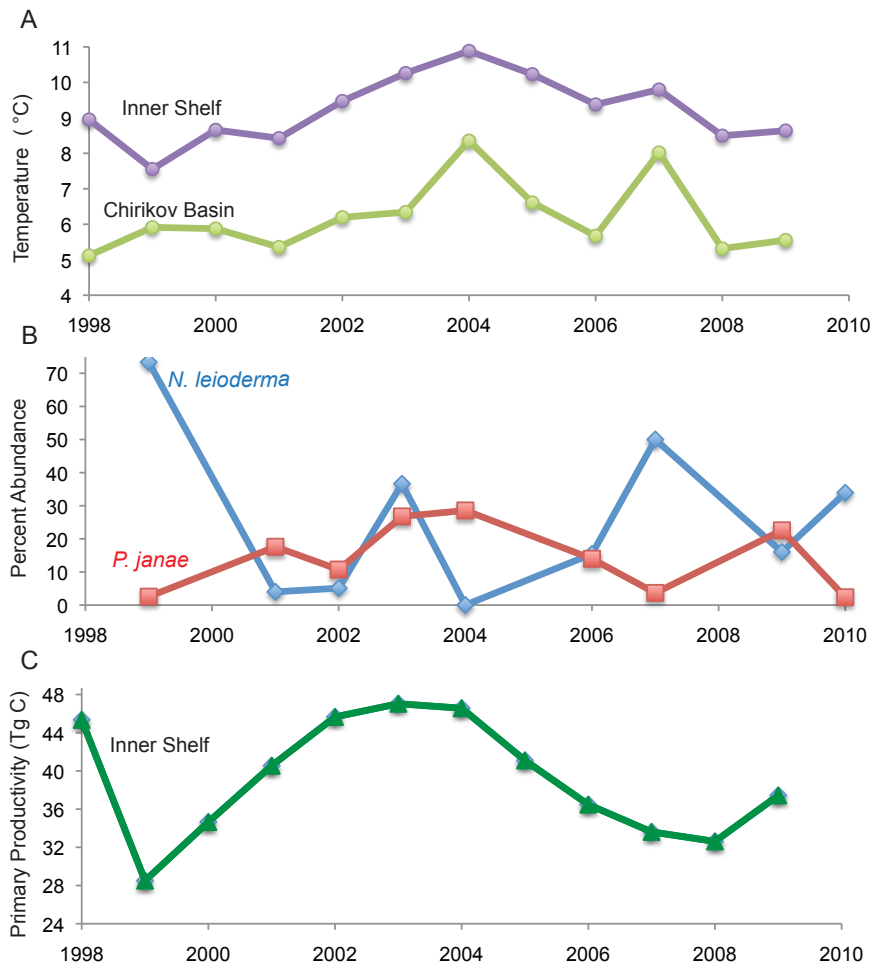 A
Temperature ( °C)
11
10
9
8
7
6
5
4
Inner Shelf
Chirikov Basin
1998 2000 2002 2004 2006 2008 2010
B
Percent Abundance
70
60
50
40
30
20
10
0
N. leioderma
P. janae
1998 2000 2002 2004 2006 2008 2010
C
Primary Productivity (Tg C)
48
44
40
36
32
28
24
Inner Shelf
1998 2000 2002 2004 2006 2008 2010